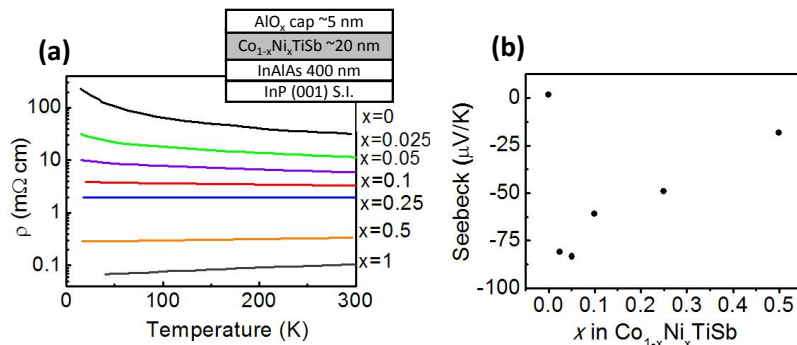 (a)
AlOₓ cap ~5 nm
Co₁₋ₓNiₓTiSb ~20 nm
InAlAs 400 nm
InP (001) S.I.
ρ (mΩ cm)
100
10
1
0.1
x=0
x=0.025
x=0.05
x=0.1
x=0.25
x=0.5
x=1
0
100
200
300
Temperature (K)
(b)
Seebeck (μV/K)
0
-25
-50
-75
-100
0.0
0.1
0.2
0.3
0.4
0.5
x in Co₁₋ₓNiₓTiSb